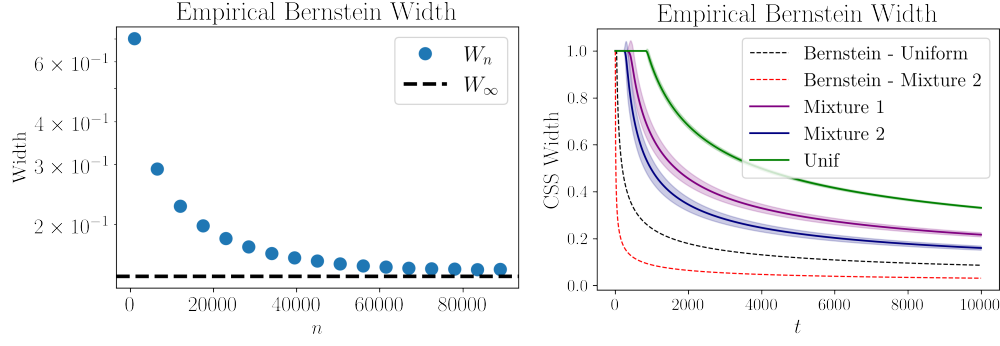 Empirical Bernstein Width
Width
6 × 10⁻¹
4 × 10⁻¹
3 × 10⁻¹
2 × 10⁻¹
Wₙ
W∞
0
20000
40000
60000
80000
n
Empirical Bernstein Width
CSS Width
1.0
0.8
0.6
0.4
0.2
0.0
Bernstein - Uniform
Bernstein - Mixture 2
Mixture 1
Mixture 2
Unif
0
2000
4000
6000
8000
10000
t